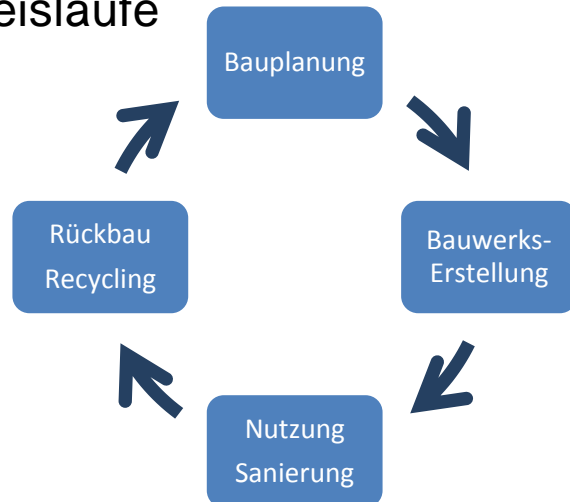 eisläufe
Bauplanung
Bauwerks-
Erstellung
Nutzung
Sanierung
Rückbau
Recycling